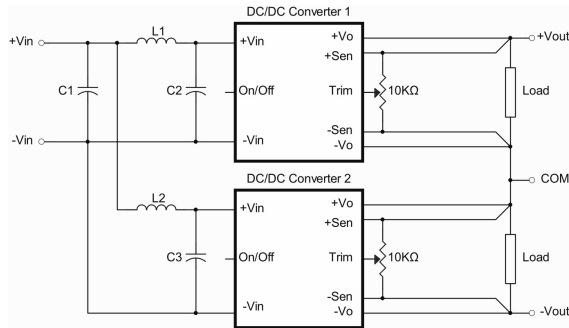 DC/DC Converter 1
+Vin
L1
+Vin
+Vo
+Vout
+Sen
C1
C2
On/Off
Trim
10KΩ
Load
-Vin
-Vin
-Sen
-Vo
DC/DC Converter 2
COM
L2
+Vin
+Vo
+Sen
C3
On/Off
Trim
10KΩ
Load
-Vin
-Sen
-Vo
-Vout